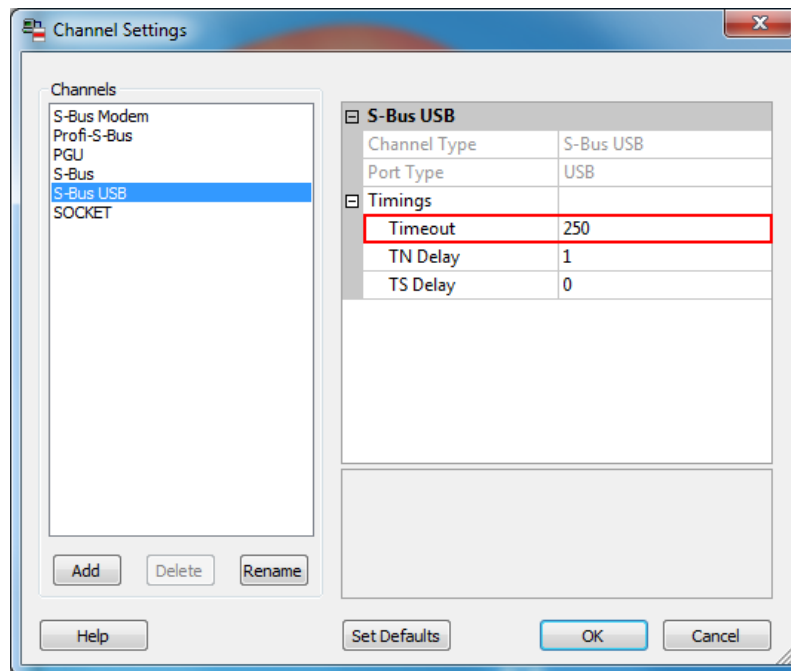 Channel Settings
Channels
S-Bus Modem
Profi-S-Bus
PGU
S-Bus
S-Bus USB
SOCKET
Add
Delete
Rename
S-Bus USB
Channel Type S-Bus USB
Port Type USB
Timings
Timeout 250
TN Delay 1
TS Delay 0
Help
Set Defaults
OK
Cancel